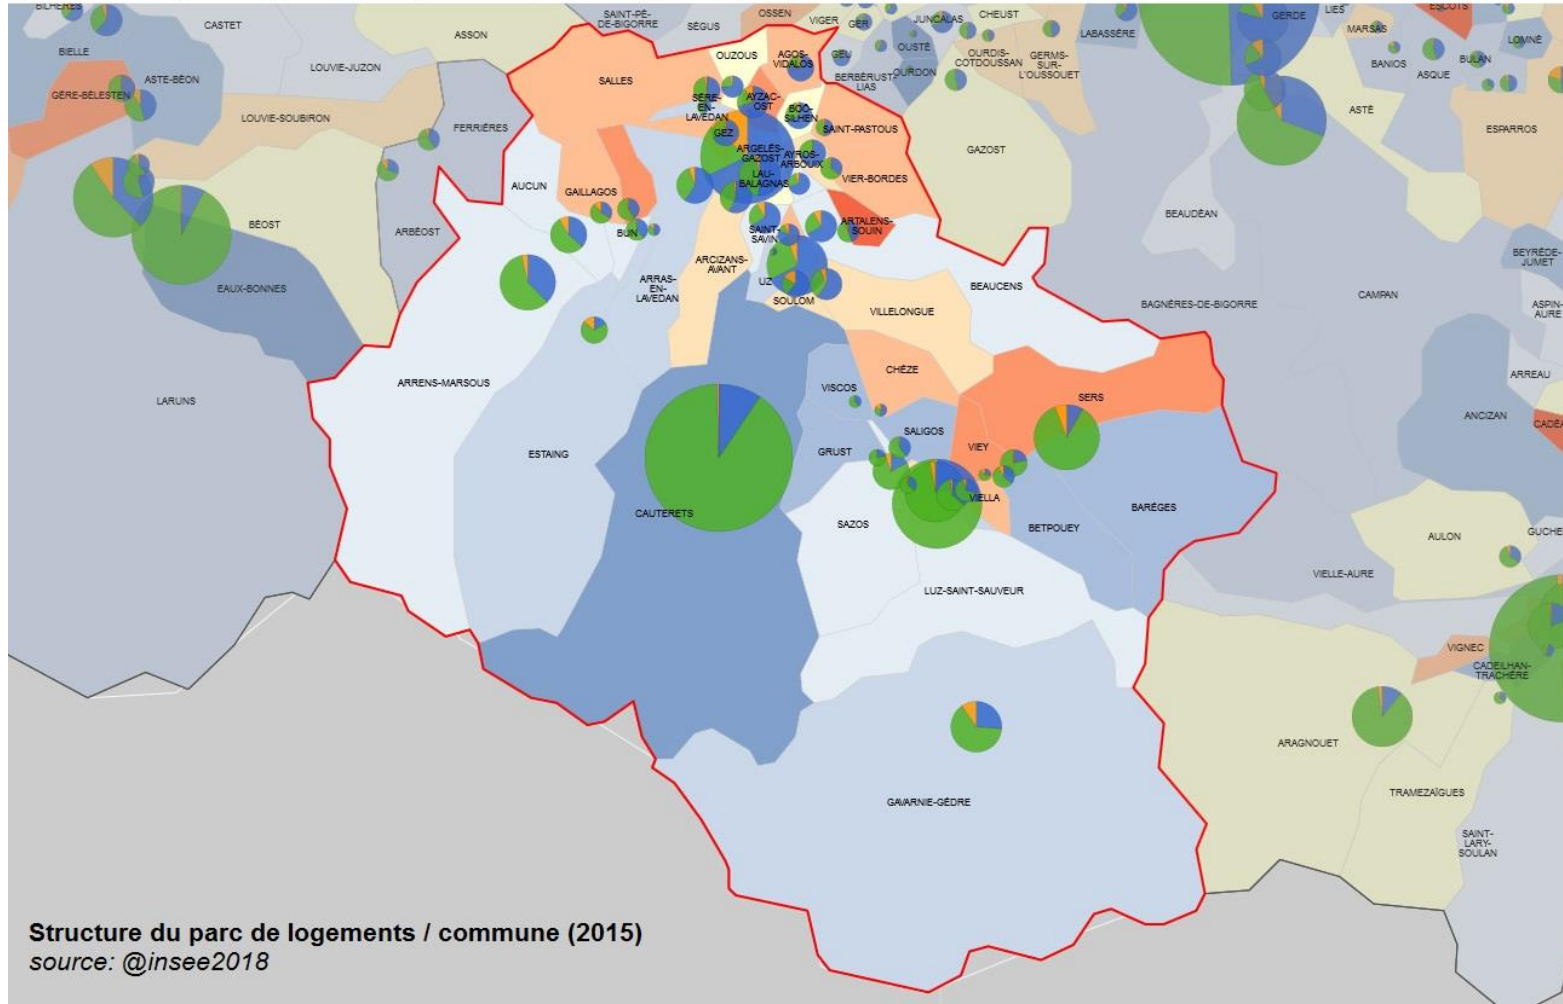 BILHÈRES
CASTET
ASSON
SAINT-PÉ-
DE-BIGORRE
SÉGUS
OSSEN
VIGER
GER
JUNCALAS
CHEUST
GERDE
LIES
ESCOTS
BIELLE
ASTE-BÉON
LOUVIE-JUZON
SALLES
OUZOUS
AGOS-
VIDALOS
GEU
OUSTÉ
OURDIS-
COTDOUSSAN
GERMS-
SUR-
L'OUSSOUET
LABASSÈRE
MARSAS
BANIOS
ASQUE
BULAN
LOMNÉ
GÈRE-BÉLESTEN
BERBÉRUST-
LIAS
OURDON
SÈRE-
EN-
LAVEDAN
AYZAC-
OST
BOÔ-
SILHEN
SAINT-PASTOUS
ASTÉ
ESPARROS
LOUVIE-SOUBIRON
FERRIÈRES
GEZ
ARGELÈS-
GAZOST
AYROS-
ARBOUIX
GAZOST
LAU-
BALAGNAS
VIER-BORDES
AUCUN
GAILLAGOS
BÉOST
ARBÉOST
BUN
SAINT-
SAVIN
ARTALENS-
SOUIN
BEAUDÉAN
ARCIZANS-
AVANT
ARRAS-
EN-
LAVEDAN
UZ
SOULOM
BEAUCENS
BEYRÈDE-
JUMET
EAUX-BONNES
VILLELONGUE
BAGNÈRES-DE-BIGORRE
CAMPAN
ASPIN-
AURE
ARRENS-MARSOUS
CHÈZE
VISCOS
SERS
ARREAU
LARUNS
ANCIZAN
CADÉA
ESTAING
GRUST
SALIGOS
VIEY
CAUTERETS
SAZOS
VIELLA
BETPOUEY
BARÈGES
AULON
GUCHE
VIELLE-AURE
LUZ-SAINT-SAUVEUR
VIGNEC
CADEILHAN-
TRACHÈRE
ARAGNOUET
GAVARNIE-GÈDRE
TRAMEZAÏGUES
SAINT-
LARY-
SOULAN
Structure du parc de logements / commune (2015)
source: @insee2018